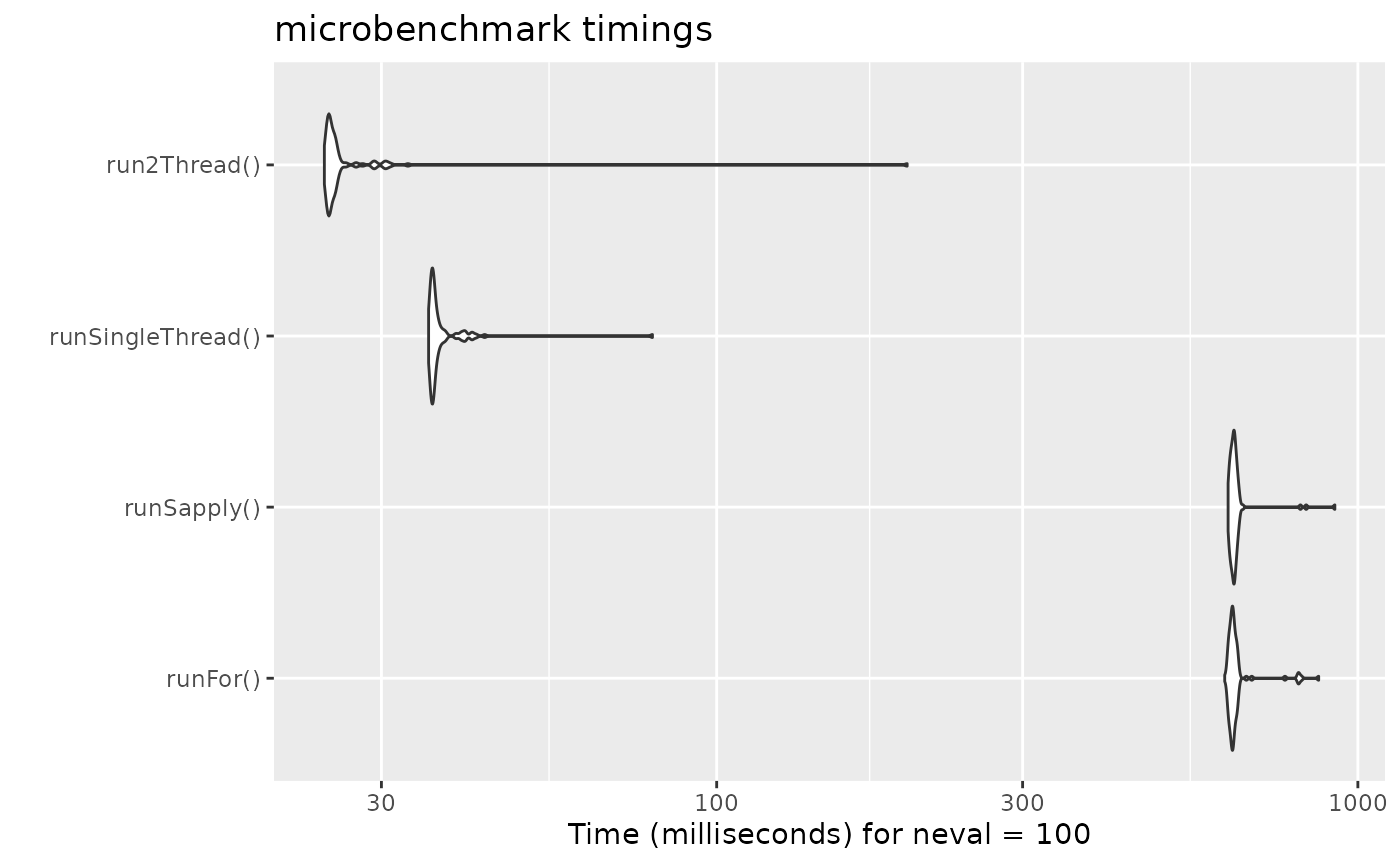 microbenchmark timings
run2Thread()
runSingleThread()
runSapply()
runFor()
30 100 300 1000
Time (milliseconds) for neval = 100